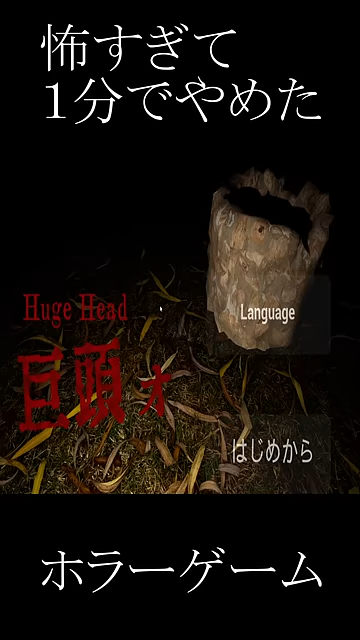 怖すぎて
1分でやめた
Huge Head
Language
巨頭オ
はじめから
ホラーゲーム